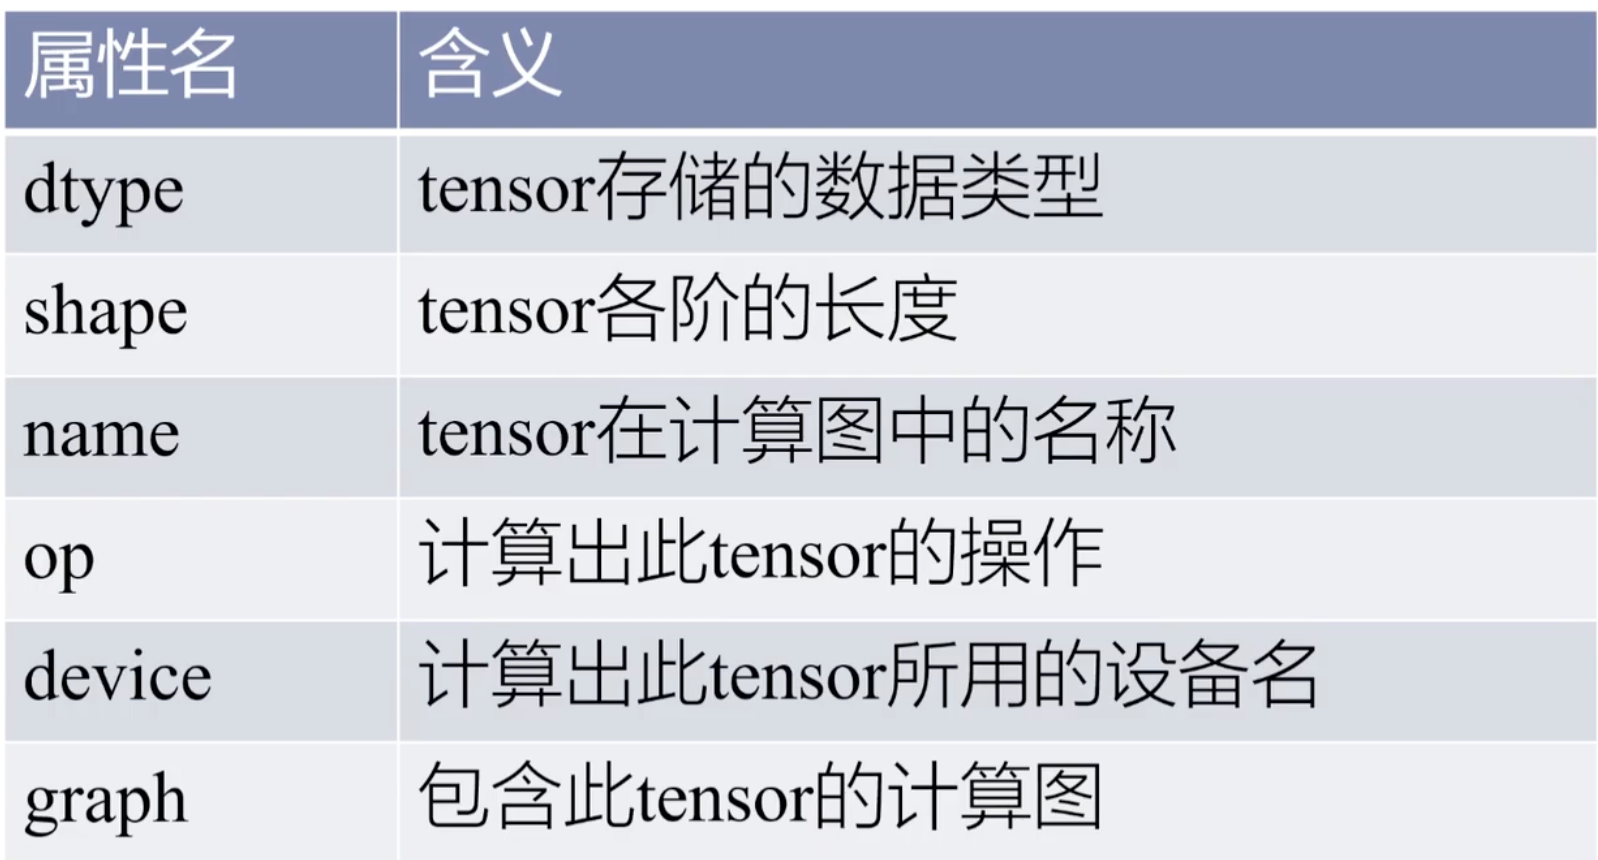 属性名 含义
dtype tensor存储的数据类型
shape tensor各阶的长度
name tensor在计算图中的名称
op 计算出此tensor的操作
device 计算出此tensor所用的设备名
graph 包含此tensor的计算图